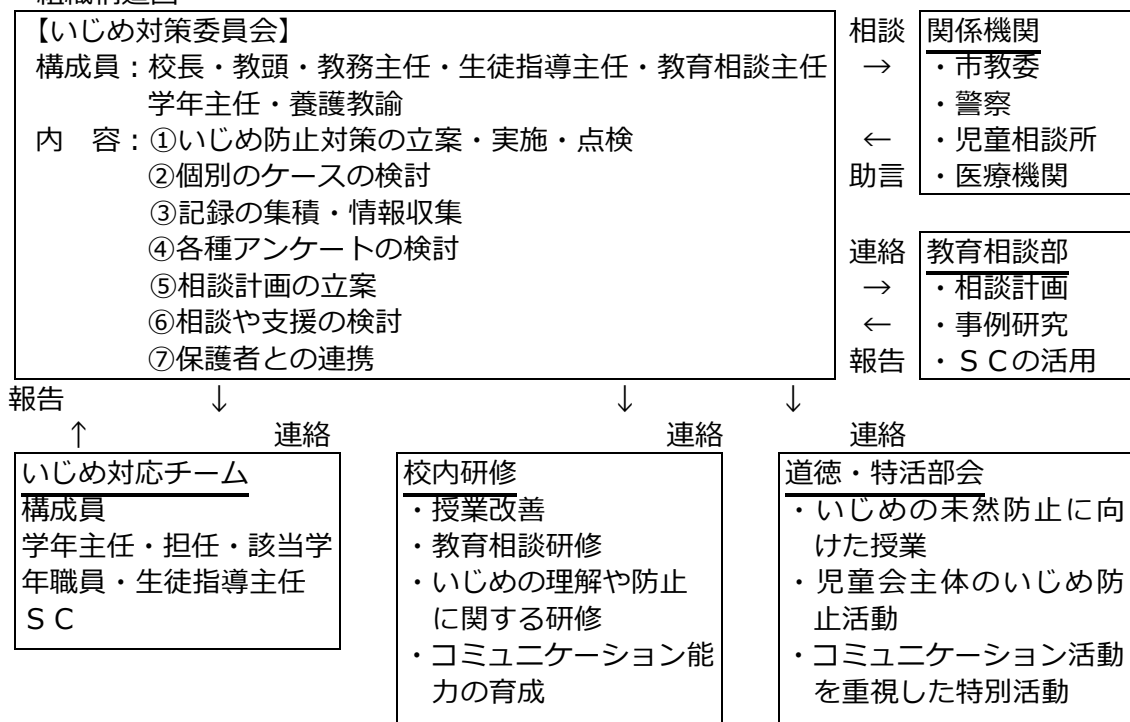 【いじめ対策委員会】
構成員：校長・教頭・教務主任・生徒指導主任・教育相談主任
学年主任・養護教諭
内　容：①いじめ防止対策の立案・実施・点検
②個別のケースの検討
③記録の集積・情報収集
④各種アンケートの検討
⑤相談計画の立案
⑥相談や支援の検討
⑦保護者との連携
相談
→
←
助言
関係機関
・市教委
・警察
・児童相談所
・医療機関
連絡
→
←
報告
教育相談部
・相談計画
・事例研究
・ＳＣの活用
報告　↓　↓　↓
↑　連絡　連絡　連絡
いじめ対応チーム
構成員
学年主任・担任・該当学
年職員・生徒指導主任
ＳＣ
校内研修
・授業改善
・教育相談研修
・いじめの理解や防止
に関する研修
・コミュニケーション能
力の育成
道徳・特活部会
・いじめの未然防止に向
けた授業
・児童会主体のいじめ防
止活動
・コミュニケーション活動
を重視した特別活動